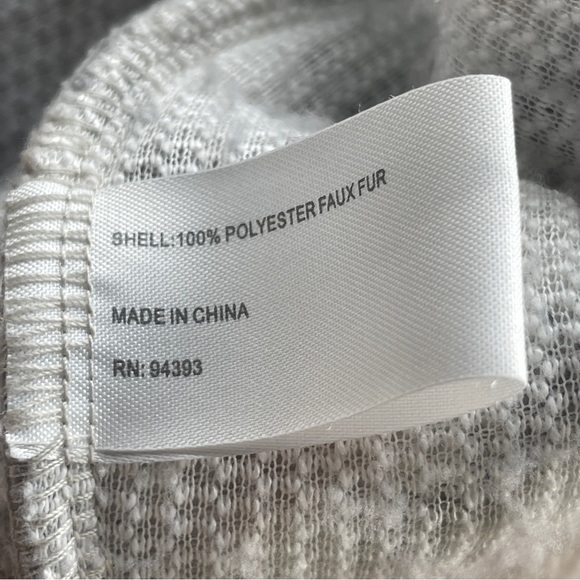 SHELL:100% POLYESTER FAUX FUR
MADE IN CHINA
RN: 94393